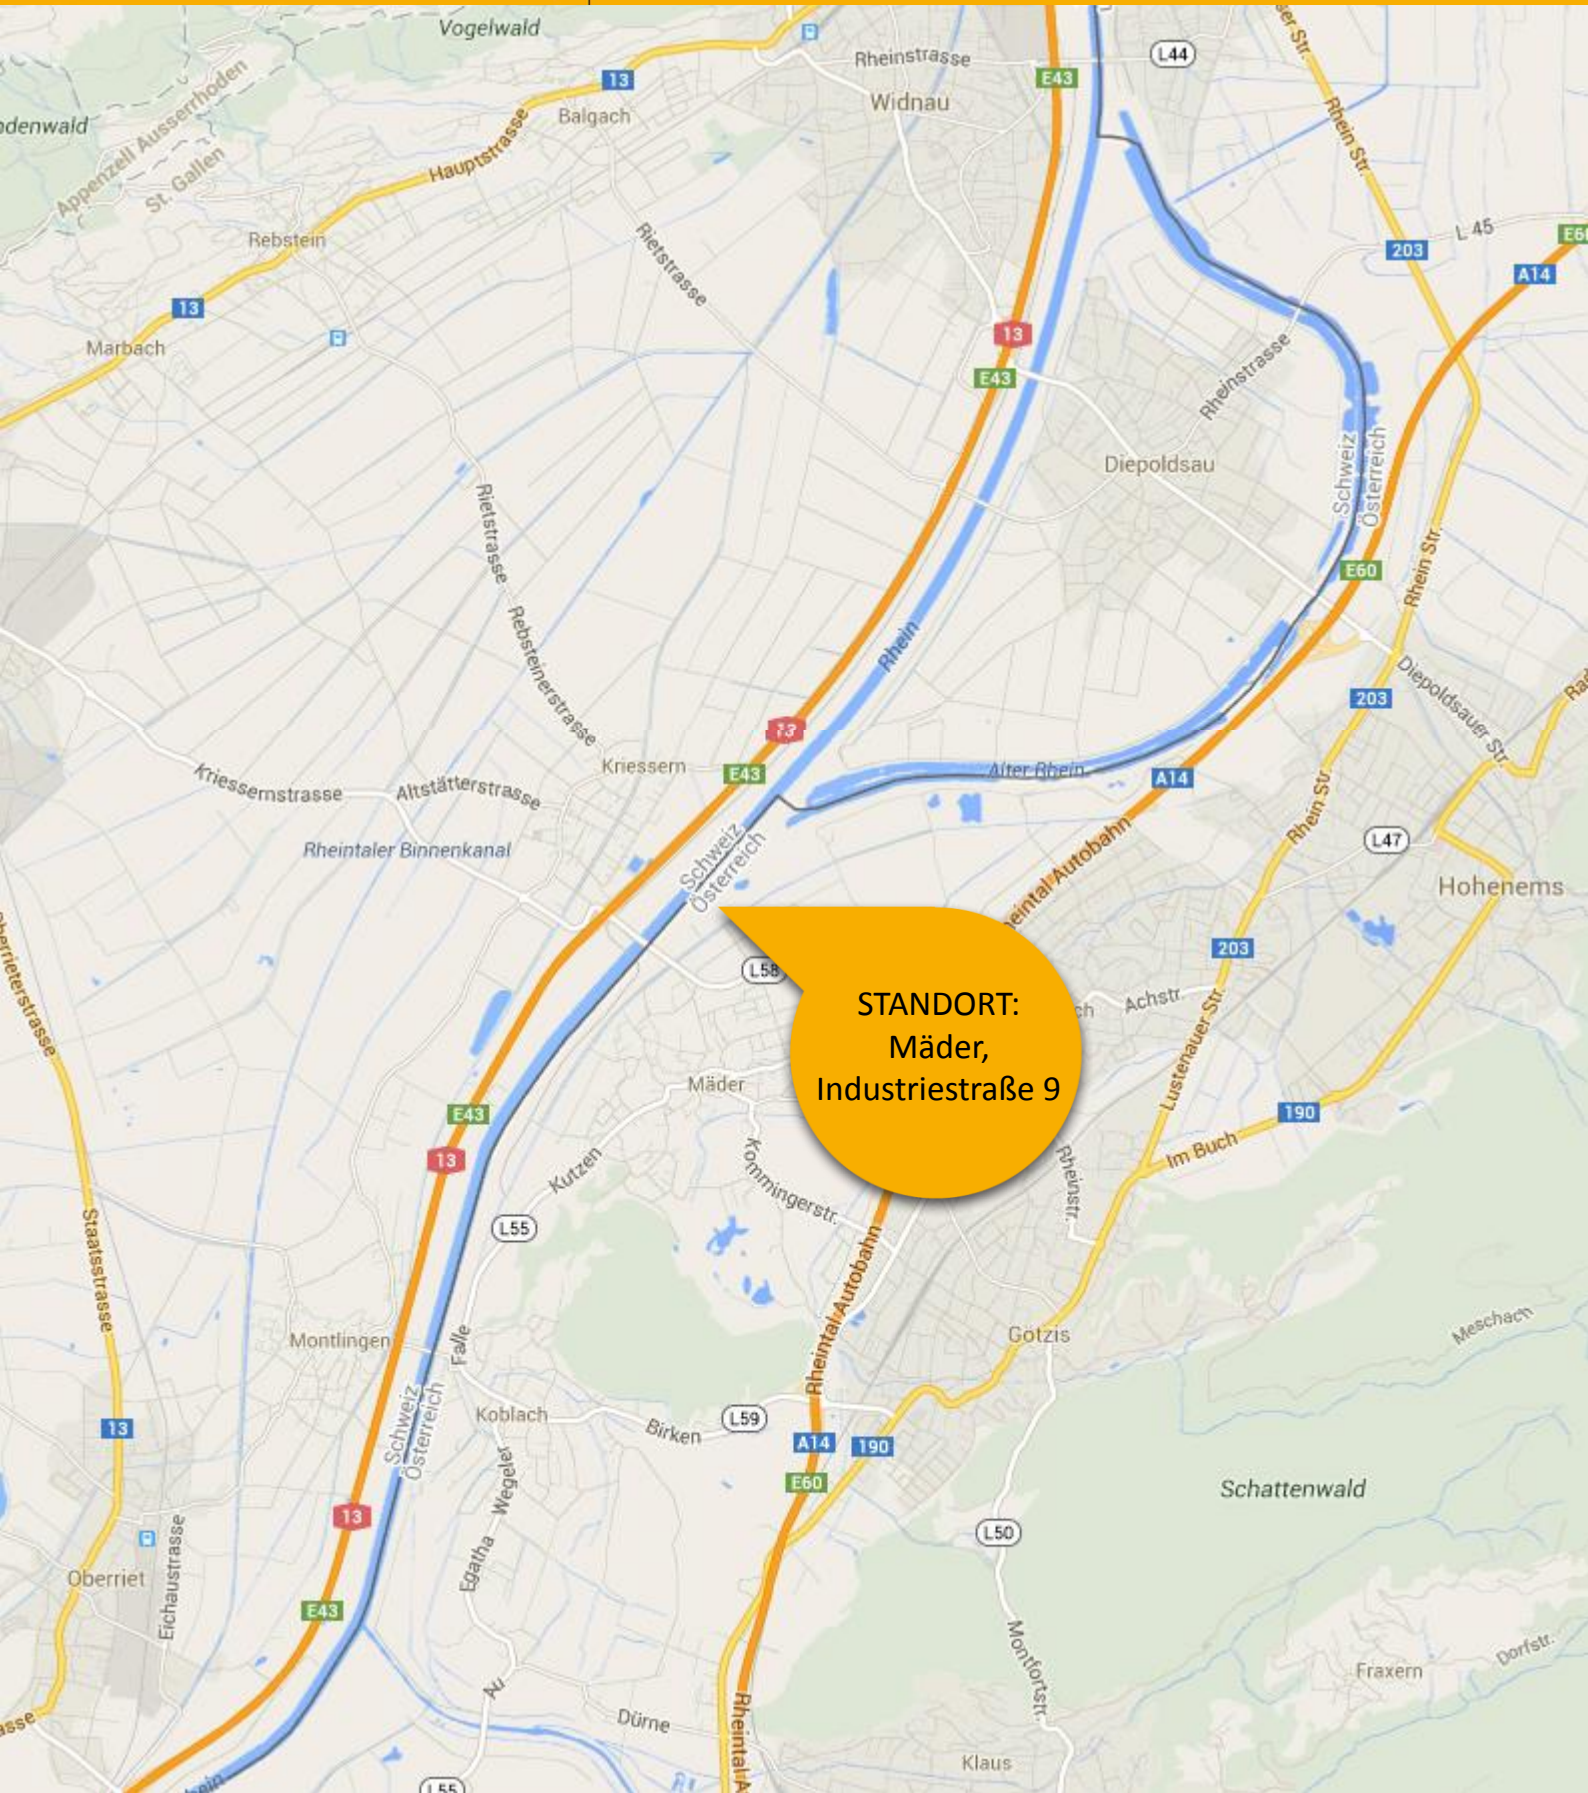 Vogelwald
Rheinstrasse
L44
E43
13
Widnau
Balgach
Appenzell Ausserrhoden
St. Gallen
Hauptstrasse
Rhein Str.
Rebstein
Rietstrasse
203
L 45
A14
13
13
E43
Marbach
Rheinstrasse
Diepoldsau
Schweiz
Österreich
Rietstrasse
E60
Rhein Str.
Rebsteinerstrasse
Rhein
Diepoldsauer Str.
203
13
Kriessern
E43
Alter Rhein
A14
Kriessernstrasse
Altstätterstrasse
Rhein Str.
Rheintaler Binnenkanal
Schweiz
Österreich
L47
Hohenems
203
L58
STANDORT:
Mäder,
Industriestraße 9
Achstr.
Lustenauer Str.
Mäder
E43
190
13
Im Buch
Kutzen
Kommingerstr.
Rheinstr.
L55
Staatsstrasse
Rheintal Autobahn
Montlingen
Falle
Götzis
Meschach
Schweiz
Österreich
Koblach
Birken
L59
13
A14
190
Wegeler
E60
Schattenwald
13
L50
Egatha
Oberriet
Eichaustrasse
E43
Montfortstr.
Dorfstr.
Fraxern
Au
Dürne
Klaus
L55